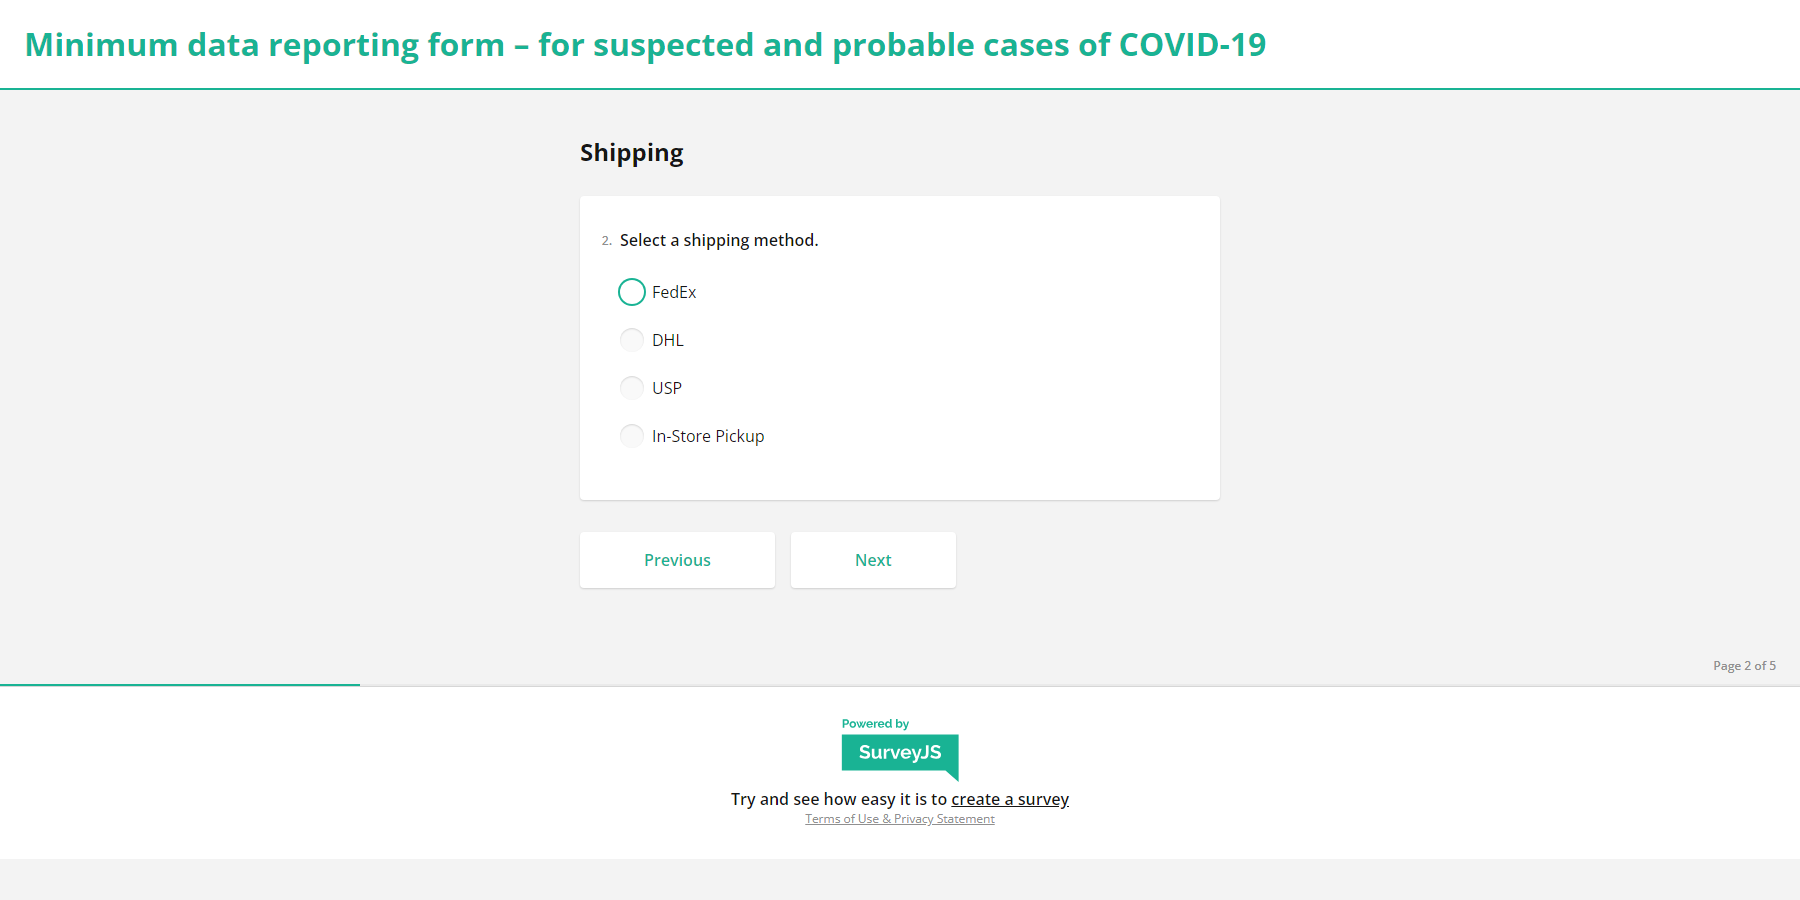 Minimum data reporting form – for suspected and probable cases of COVID-19
Shipping
2. Select a shipping method.
FedEx
DHL
USP
In-Store Pickup
Previous
Next
Page 2 of 5
Powered by
SurveyJS
Try and see how easy it is to create a survey
Terms of Use & Privacy Statement